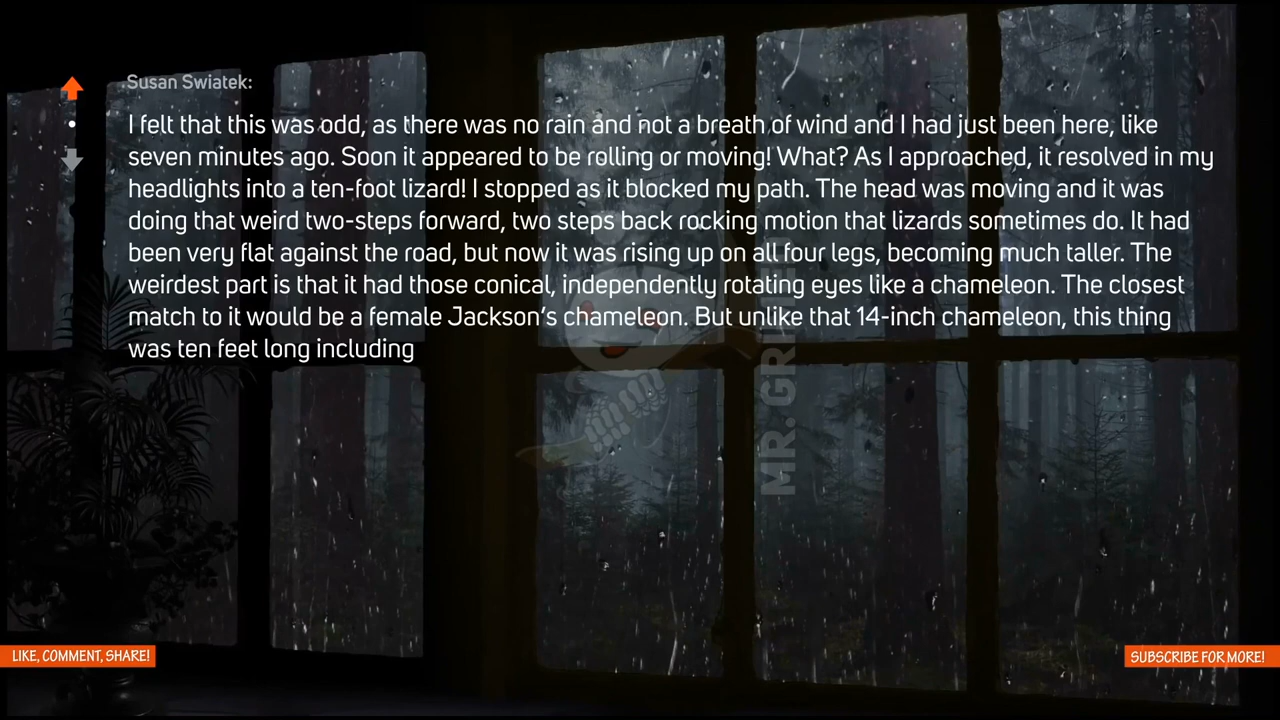 Susan Swiatek:
I felt that this was odd, as there was no rain and not a breath of wind and I had just been here, like
seven minutes ago. Soon it appeared to be rolling or moving! What? As I approached, it resolved in my
headlights into a ten-foot lizard! I stopped as it blocked my path. The head was moving and it was
doing that weird two-steps forward, two steps back rocking motion that lizards sometimes do. It had
been very flat against the road, but now it was rising up on all four legs, becoming much taller. The
weirdest part is that it had those conical, independently rotating eyes like a chameleon. The closest
match to it would be a female Jackson's chameleon. But unlike that 14-inch chameleon, this thing
was ten feet long including
LIKE, COMMENT, SHARE!
SUBSCRIBE FOR MORE!